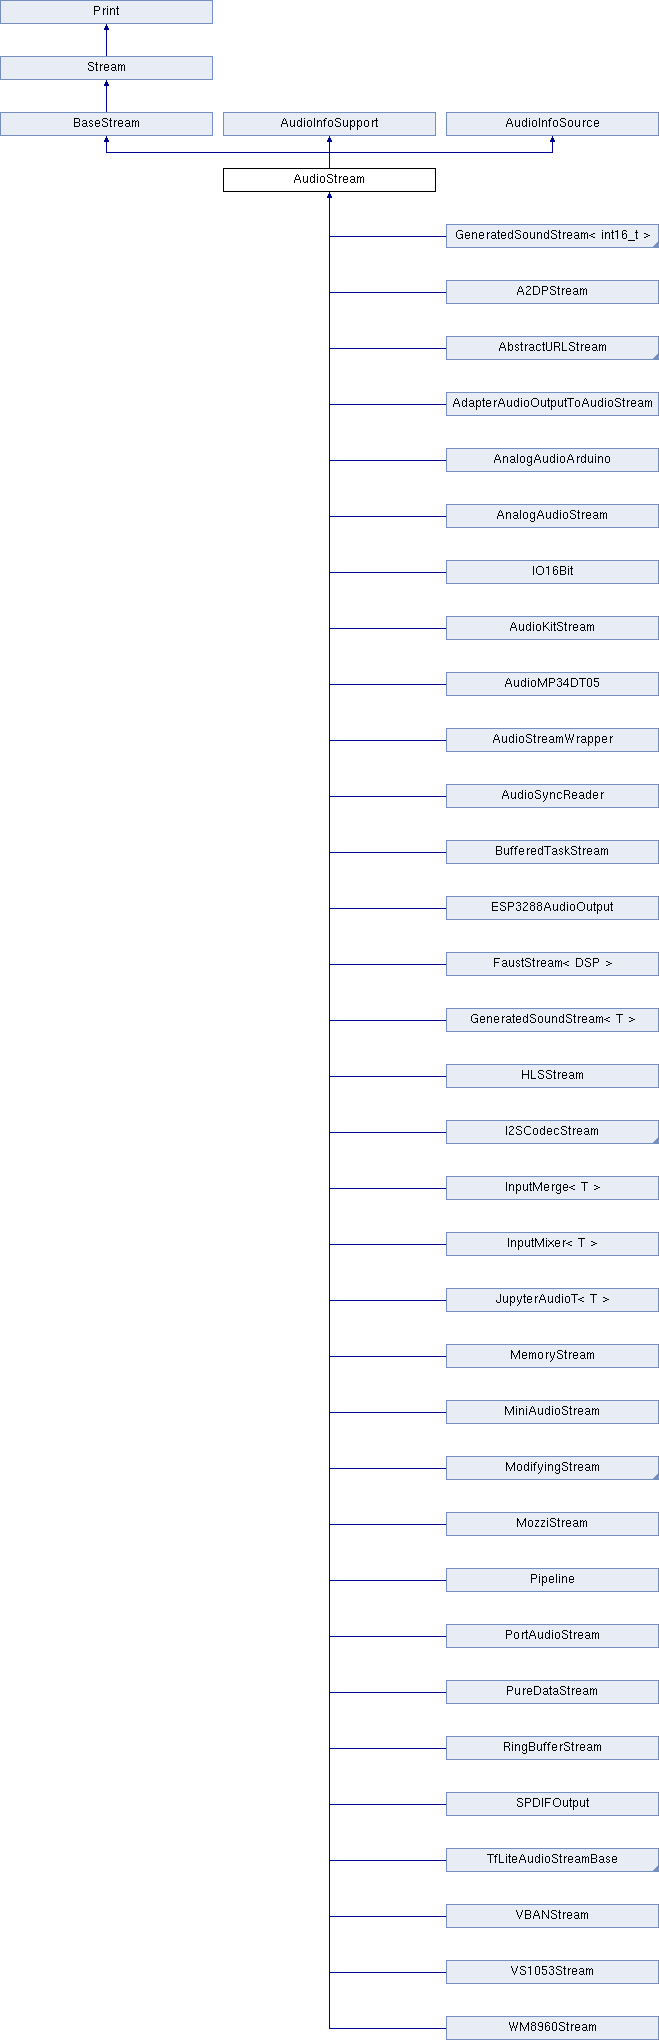 Print
Stream
BaseStream
AudioInfoSupport
AudioInfoSource
AudioStream
GeneratedSoundStream< int16_t >
A2DPStream
AbstractURLStream
AdapterAudioOutputToAudioStream
AnalogAudioArduino
AnalogAudioStream
IO16Bit
AudioKitStream
AudioMP34DT05
AudioStreamWrapper
AudioSyncReader
BufferedTaskStream
ESP3288AudioOutput
FaustStream< DSP >
GeneratedSoundStream< T >
HLSStream
I2SCodecStream
InputMerge< T >
InputMixer< T >
JupyterAudioT< T >
MemoryStream
MiniAudioStream
ModifyingStream
MozziStream
Pipeline
PortAudioStream
PureDataStream
RingBufferStream
SPDIFOutput
TfLiteAudioStreamBase
VBANStream
VS1053Stream
WM8960Stream